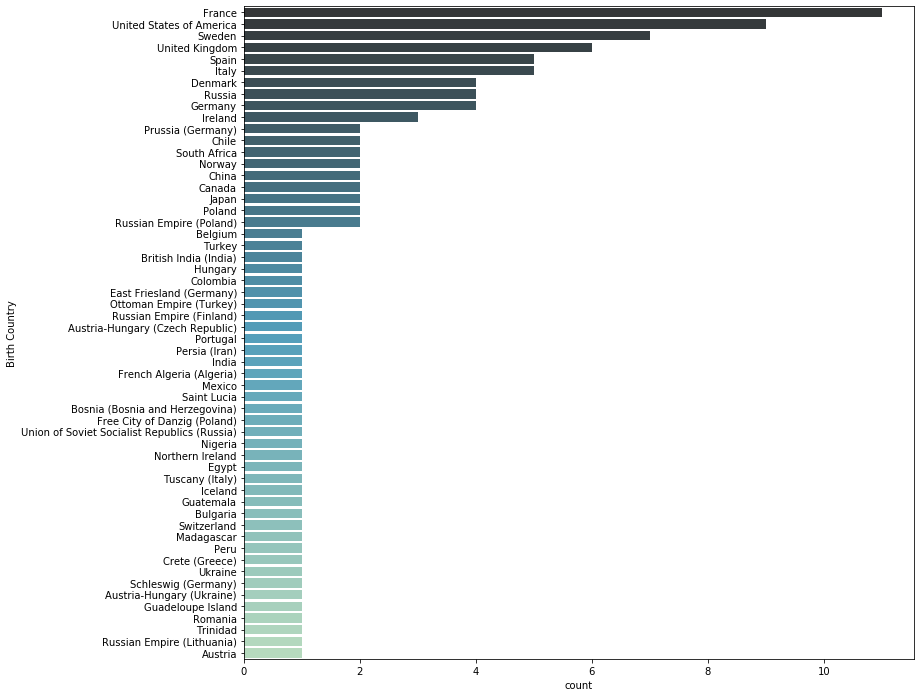 France
United States of America
Sweden
United Kingdom
Spain
Italy
Denmark
Russia
Germany
Ireland
Prussia (Germany)
Chile
South Africa
Norway
China
Canada
Japan
Poland
Russian Empire (Poland)
Belgium
Turkey
British India (India)
Hungary
Colombia
East Friesland (Germany)
Ottoman Empire (Turkey)
Russian Empire (Finland)
Austria-Hungary (Czech Republic)
Portugal
Persia (Iran)
India
French Algeria (Algeria)
Mexico
Saint Lucia
Bosnia (Bosnia and Herzegovina)
Free City of Danzig (Poland)
Union of Soviet Socialist Republics (Russia)
Nigeria
Northern Ireland
Egypt
Tuscany (Italy)
Iceland
Guatemala
Bulgaria
Switzerland
Madagascar
Peru
Crete (Greece)
Ukraine
Schleswig (Germany)
Austria-Hungary (Ukraine)
Guadeloupe Island
Romania
Trinidad
Russian Empire (Lithuania)
Austria
Birth Country
0 2 4 6 8 10
count